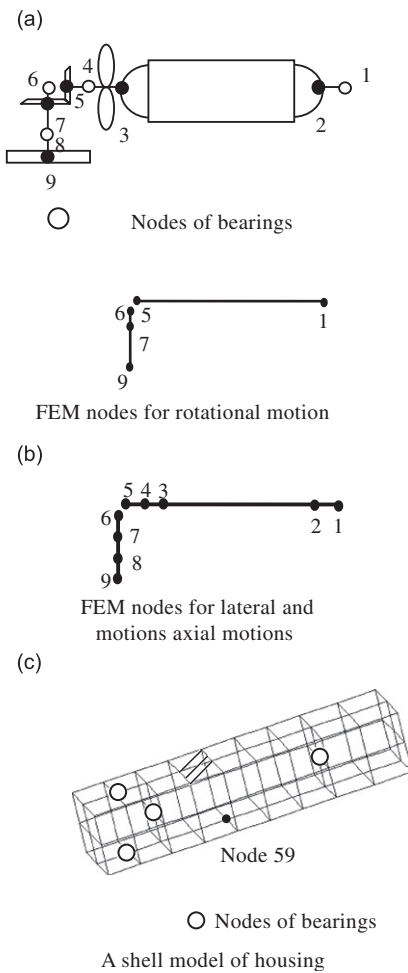 (a)
1
4
6
5
7
3
2
8
9
Nodes of bearings
6 5
1
7
9
FEM nodes for rotational motion
(b)
5 4 3
6
2 1
7
8
9
FEM nodes for lateral and
motions axial motions
(c)
Node 59
Nodes of bearings
A shell model of housing